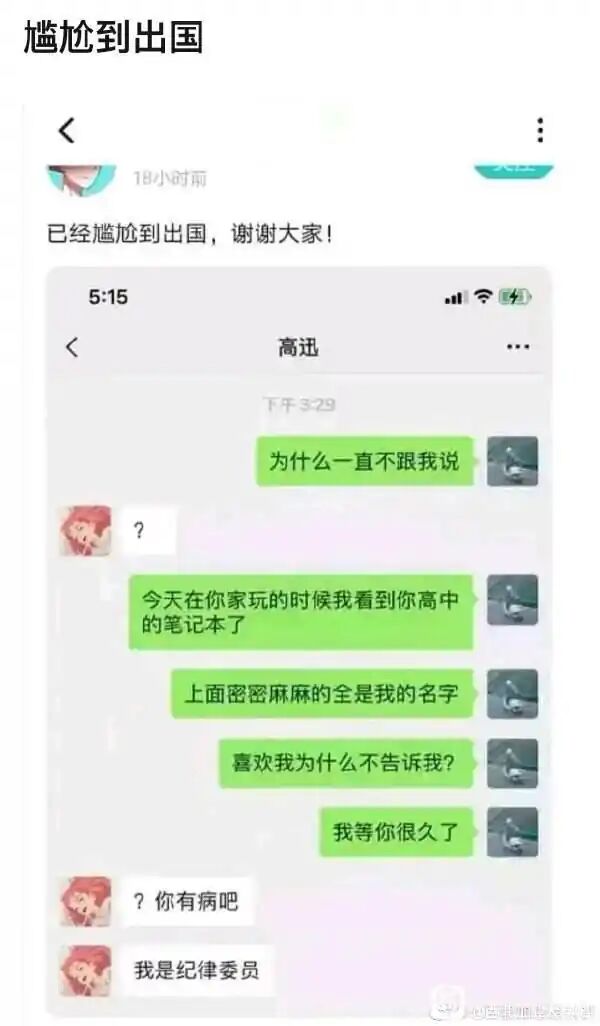 尴尬到出国
18小时前
已经尴尬到出国，谢谢大家！
5:15
高迅
下午 3:29
为什么一直不跟我说
？
今天在你家玩的时候我看到你高中
的笔记本了
上面密密麻麻的全是我的名字
喜欢我为什么不告诉我？
我等你很久了
？你有病吧
我是纪律委员